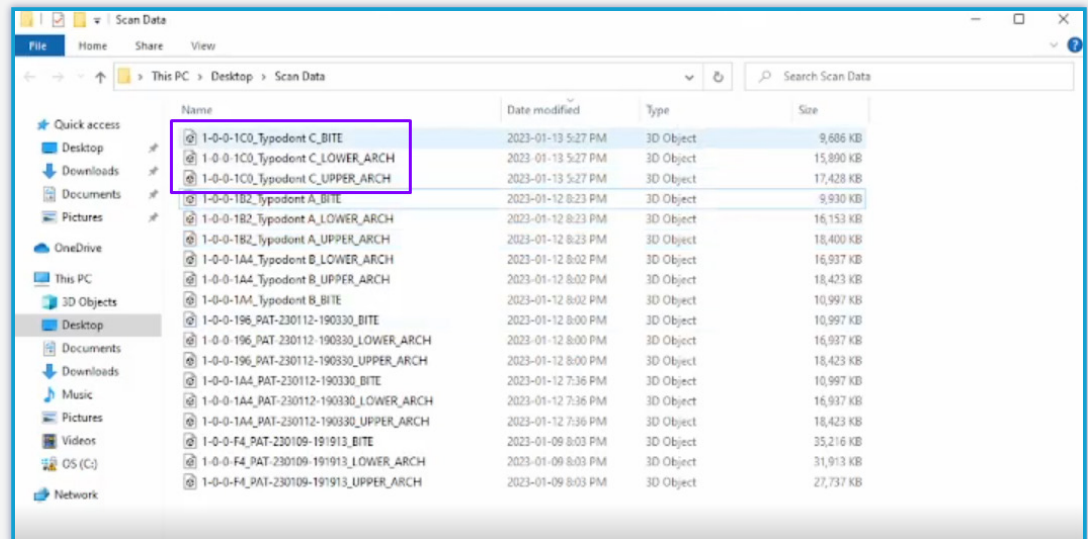 Scan Data
File Home Share View
This PC > Desktop > Scan Data Search Scan Data
Name Date modified Type Size
Quick access
Desktop
Downloads
Documents
Pictures
OneDrive
This PC
3D Objects
Desktop
Documents
Downloads
Music
Pictures
Videos
OS (C:)
Network
1-0-0-1C0_Typodont C_BITE 2023-01-13 5:27 PM 3D Object 9,686 KB
1-0-0-1C0_Typodont C_LOWER_ARCH 2023-01-13 5:27 PM 3D Object 15,890 KB
1-0-0-1C0_Typodont C_UPPER_ARCH 2023-01-13 5:27 PM 3D Object 17,428 KB
1-0-0-1B2_Typodont A_BITE 2023-01-12 8:23 PM 3D Object 9,930 KB
1-0-0-1B2_Typodont A_LOWER_ARCH 2023-01-12 8:23 PM 3D Object 16,153 KB
1-0-0-1B2_Typodont A_UPPER_ARCH 2023-01-12 8:23 PM 3D Object 18,400 KB
1-0-0-1A4_Typodont B_LOWER_ARCH 2023-01-12 8:02 PM 3D Object 16,937 KB
1-0-0-1A4_Typodont B_UPPER_ARCH 2023-01-12 8:02 PM 3D Object 18,423 KB
1-0-0-1A4_Typodont B_BITE 2023-01-12 8:02 PM 3D Object 10,997 KB
1-0-0-196_PAT-230112-190330_BITE 2023-01-12 8:00 PM 3D Object 10,997 KB
1-0-0-196_PAT-230112-190330_LOWER_ARCH 2023-01-12 8:00 PM 3D Object 16,937 KB
1-0-0-196_PAT-230112-190330_UPPER_ARCH 2023-01-12 8:00 PM 3D Object 18,423 KB
1-0-0-1A4_PAT-230112-190330_BITE 2023-01-12 7:36 PM 3D Object 10,997 KB
1-0-0-1A4_PAT-230112-190330_LOWER_ARCH 2023-01-12 7:36 PM 3D Object 16,937 KB
1-0-0-1A4_PAT-230112-190330_UPPER_ARCH 2023-01-12 7:36 PM 3D Object 18,423 KB
1-0-0-F4_PAT-230109-191913_BITE 2023-01-09 8:03 PM 3D Object 35,216 KB
1-0-0-F4_PAT-230109-191913_LOWER_ARCH 2023-01-09 8:03 PM 3D Object 31,913 KB
1-0-0-F4_PAT-230109-191913_UPPER_ARCH 2023-01-09 8:03 PM 3D Object 27,737 KB